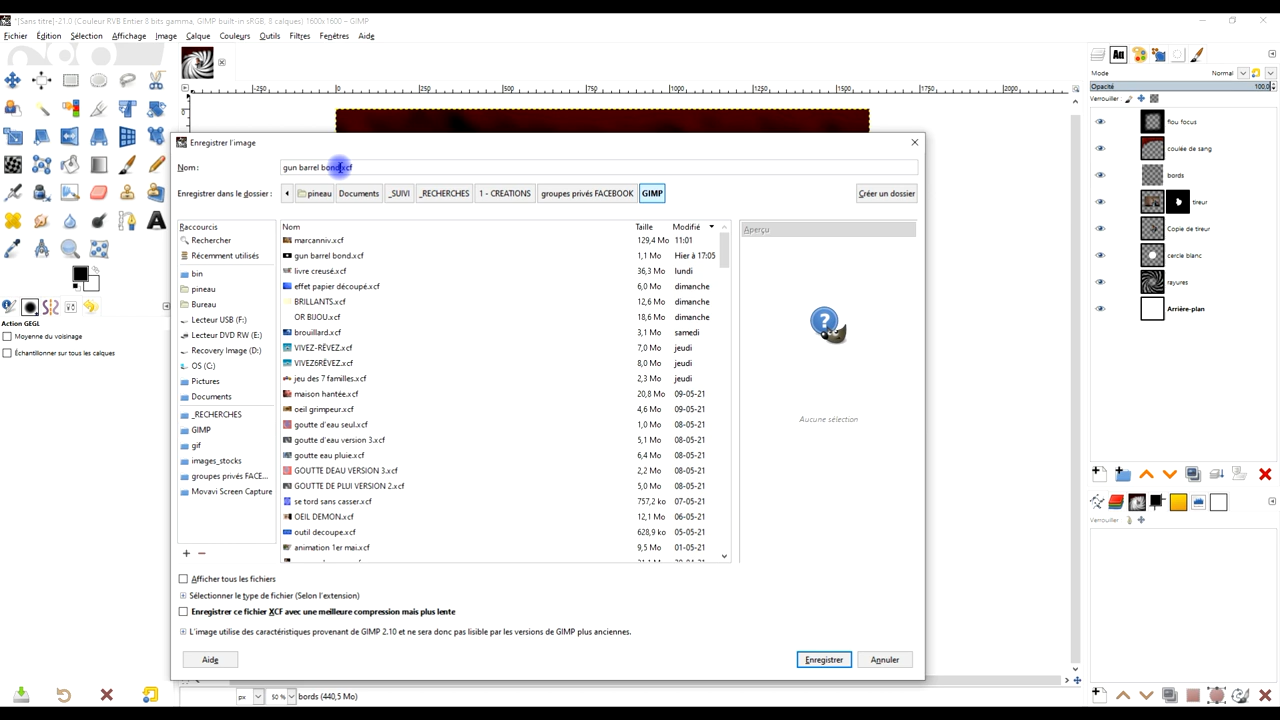 *[Sans titre]-21.0 (Couleur RVB Entier 8 bits gamma, GIMP built-in sRGB, 8 calques) 1600x1600 – GIMP
Fichier Édition Sélection Affichage Image Calque Couleurs Outils Filtres Fenêtres Aide
Mode Normal
Opacité 100,0
Verrouiller :
-250 0 250 500 750 1000 1250 1500 1750 2000
flou focus
coulée de sang
bords
tireur
Copie de tireur
cercle blanc
rayures
Arrière-plan
Verrouiller :
Action GEGL
Moyenne du voisinage
Échantillonner sur tous les calques
Enregistrer l'image
Nom : gun barrel bond.xcf
Enregistrer dans le dossier : pineau Documents _SUIVI _RECHERCHES 1 - CREATIONS groupes privés FACEBOOK GIMP Créer un dossier
Raccourcis
Rechercher
Récemment utilisés
bin
pineau
Bureau
Lecteur USB (F:)
Lecteur DVD RW (E:)
Recovery Image (D:)
OS (C:)
Pictures
Documents
_RECHERCHES
GIMP
gif
images_stocks
groupes privés FACE...
Movavi Screen Capture
Nom Taille Modifié
marcanniv.xcf 129,4 Mo 11:01
gun barrel bond.xcf 1,1 Mo Hier à 17:05
livre creusé.xcf 36,3 Mo lundi
effet papier découpé.xcf 6,0 Mo dimanche
BRILLANTS.xcf 12,6 Mo dimanche
OR BIJOU.xcf 18,6 Mo dimanche
brouillard.xcf 3,1 Mo samedi
VIVEZ-RÊVEZ.xcf 7,0 Mo jeudi
VIVEZ6RÊVEZ.xcf 8,0 Mo jeudi
jeu des 7 familles.xcf 2,3 Mo jeudi
maison hantée.xcf 20,8 Mo 09-05-21
oeil grimpeur.xcf 4,6 Mo 09-05-21
goutte d'eau seul.xcf 1,0 Mo 08-05-21
goutte d'eau version 3.xcf 5,1 Mo 08-05-21
goutte eau pluie.xcf 6,4 Mo 08-05-21
GOUTTE DEAU VERSION 3.xcf 2,2 Mo 08-05-21
GOUTTE DE PLUI VERSION 2.xcf 5,0 Mo 08-05-21
se tord sans casser.xcf 757,2 ko 07-05-21
OEIL DEMON.xcf 12,1 Mo 06-05-21
outil decoupe.xcf 628,9 ko 05-05-21
animation 1er mai.xcf 9,5 Mo 01-05-21
Aperçu
Aucune sélection
Afficher tous les fichiers
Sélectionner le type de fichier (Selon l'extension)
Enregistrer ce fichier XCF avec une meilleure compression mais plus lente
L'image utilise des caractéristiques provenant de GIMP 2.10 et ne sera donc pas lisible par les versions de GIMP plus anciennes.
Aide Enregistrer Annuler
px 50 % bords (440,5 Mo)